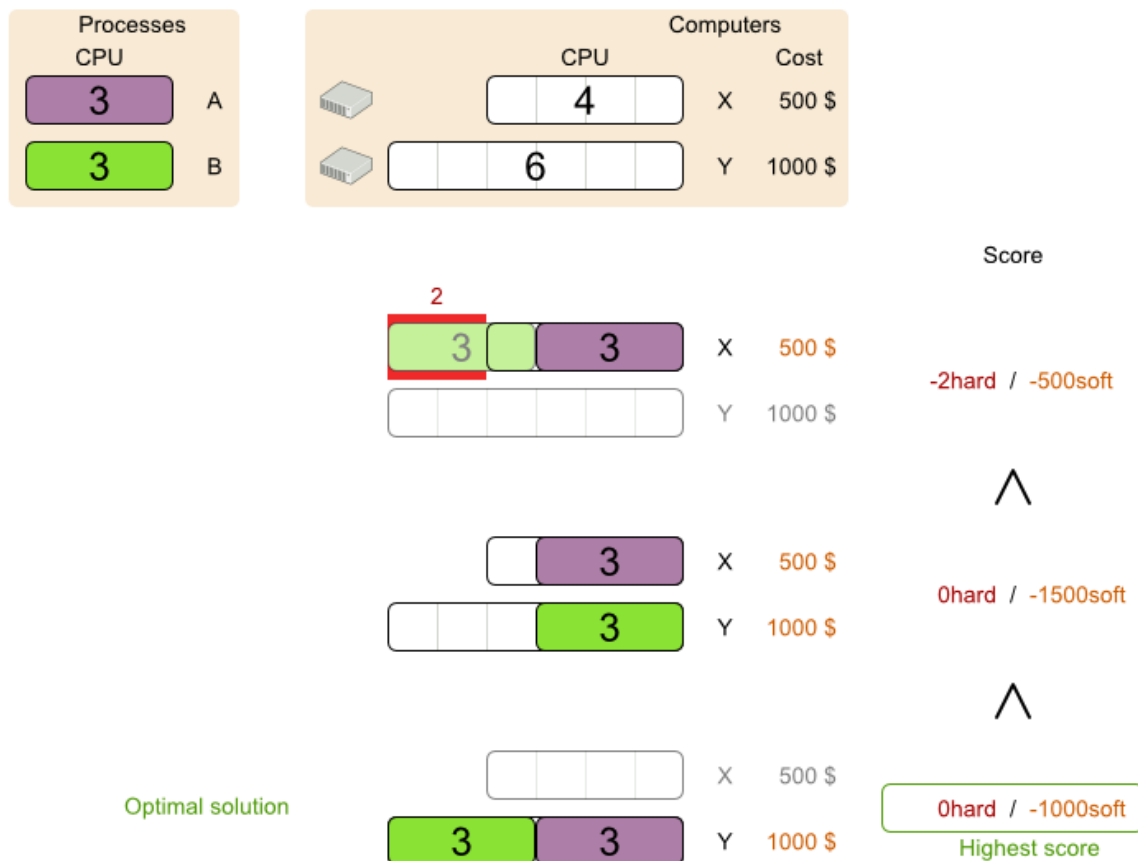 Processes
CPU
3 A
3 B
Computers
CPU Cost
4 X 500 $
6 Y 1000 $
Score
2
3 3 X 500 $
Y 1000 $
-2hard / -500soft
<
3 X 500 $
3 Y 1000 $
0hard / -1500soft
<
X 500 $
Optimal solution
0hard / -1000soft
3 3 Y 1000 $
Highest score